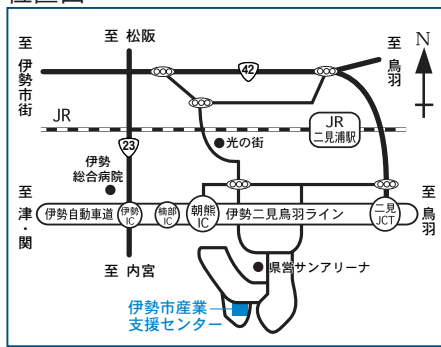 至 伊勢市街
至 松阪
42
至 鳥羽
N
JR
23
光の街
JR
二見浦駅
伊勢
総合病院
至 津・関
伊勢自動車道
伊勢
IC
楠部
IC
朝熊
IC
伊勢二見鳥羽ライン
二見
JCT
至 鳥羽
至 内宮
県営サンアリーナ
伊勢市産業
支援センター